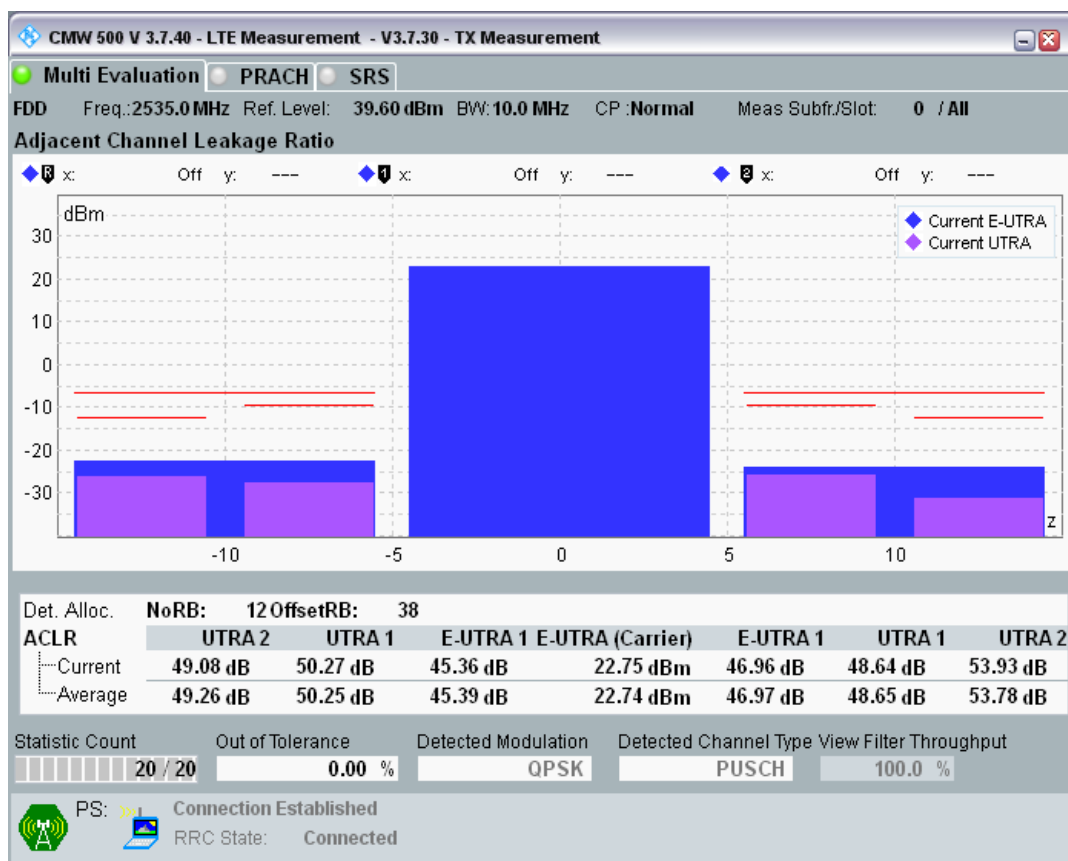 CMW 500 V 3.7.40 - LTE Measurement - V3.7.30 - TX Measurement
Multi Evaluation PRACH SRS
FDD Freq.:2535.0 MHz Ref. Level: 39.60 dBm BW:10.0 MHz CP :Normal Meas Subfr./Slot: 0 / All
Adjacent Channel Leakage Ratio
R x: Off y: --- 1 x: Off y: --- 2 x: Off y: ---
dBm
Current E-UTRA
Current UTRA
30
20
10
0
-10
-20
-30
z
-10 -5 0 5 10
Det. Alloc. NoRB: 12 OffsetRB: 38
ACLR UTRA 2 UTRA 1 E-UTRA 1 E-UTRA (Carrier) E-UTRA 1 UTRA 1 UTRA 2
Current 49.08 dB 50.27 dB 45.36 dB 22.75 dBm 46.96 dB 48.64 dB 53.93 dB
Average 49.26 dB 50.25 dB 45.39 dB 22.74 dBm 46.97 dB 48.65 dB 53.78 dB
Statistic Count Out of Tolerance Detected Modulation Detected Channel Type View Filter Throughput
20 / 20 0.00 % QPSK PUSCH 100.0 %
PS: Connection Established
RRC State: Connected